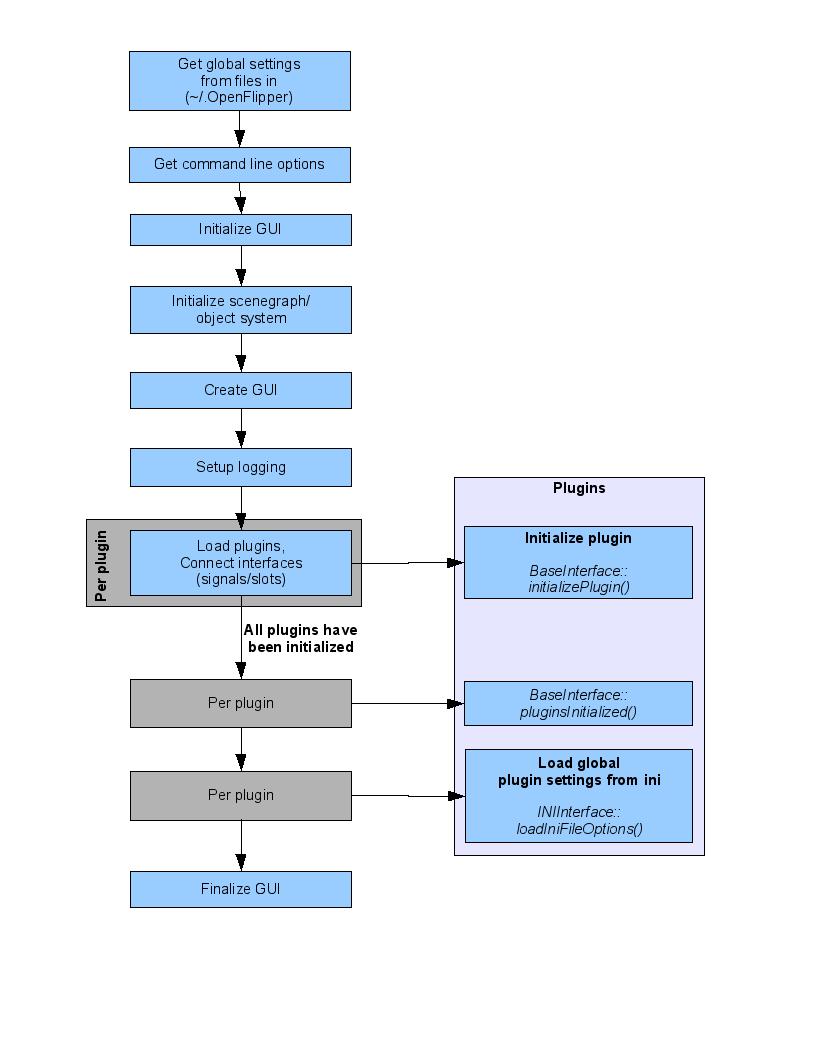 Get global settings
from files in
(~/.OpenFlipper)
Get command line options
Initialize GUI
Initialize scenegraph/
object system
Create GUI
Setup logging
Plugins
Per plugin
Load plugins,
Connect interfaces
(signals/slots)
Initialize plugin
BaseInterface::
initializePlugin()
All plugins have
been initialized
Per plugin
BaseInterface::
pluginsInitialized()
Per plugin
Load global
plugin settings from ini
INIInterface::
loadIniFileOptions()
Finalize GUI